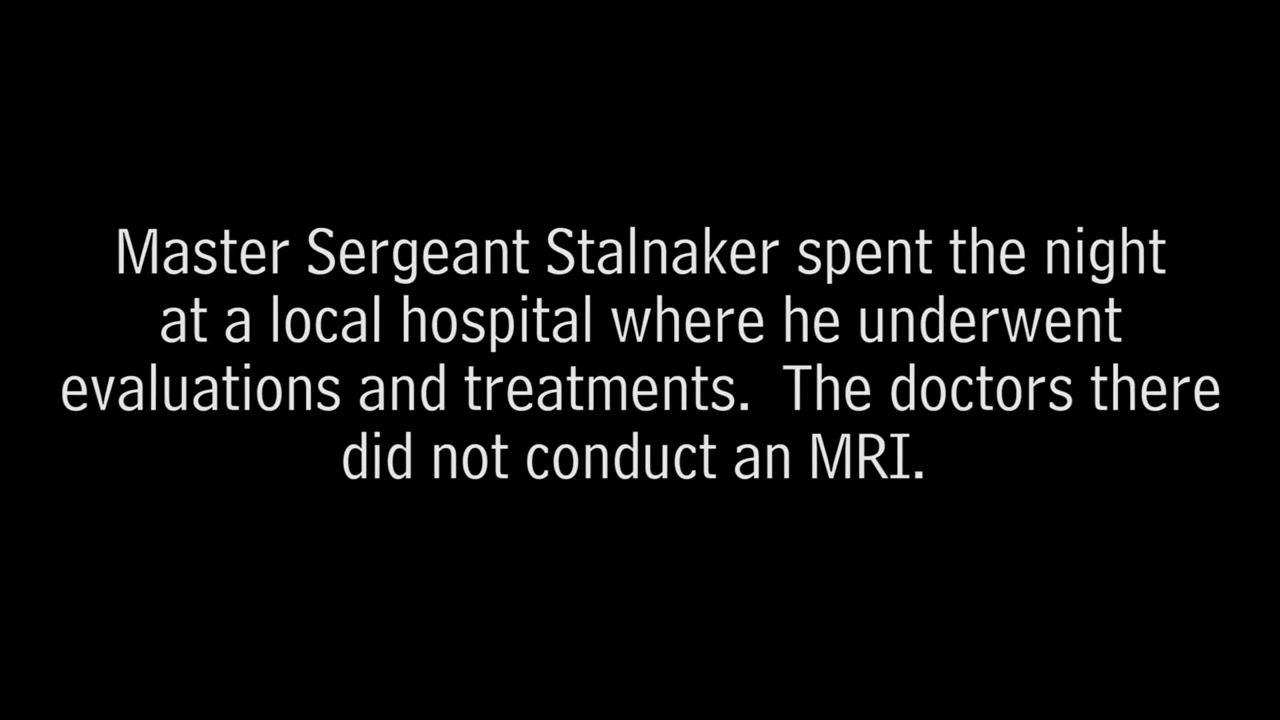 Master Sergeant Stalnaker spent the night
at a local hospital where he underwent
evaluations and treatments.  The doctors there
did not conduct an MRI.